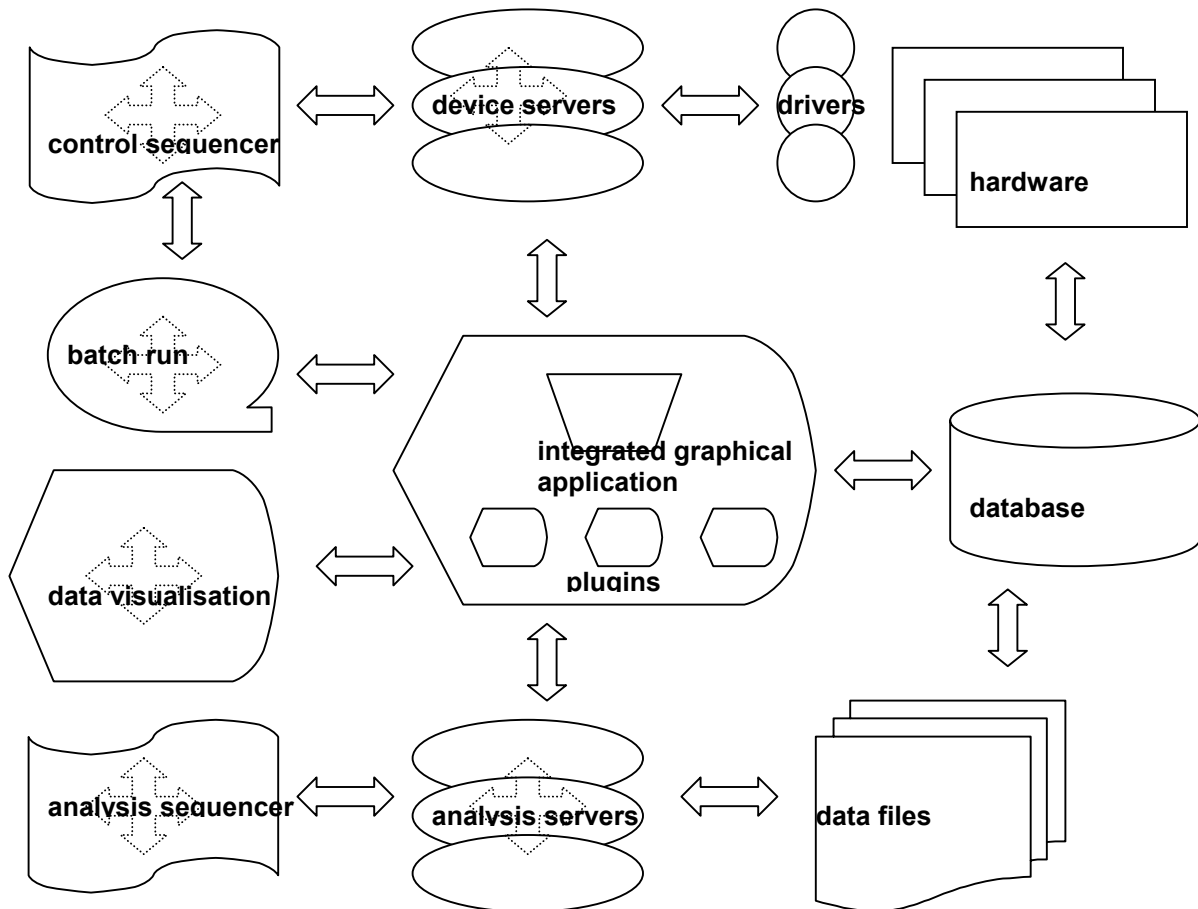 control sequencer
device servers
drivers
hardware
batch run
integrated graphical
application
plugins
database
data visualisation
analysis sequencer
analysis servers
data files